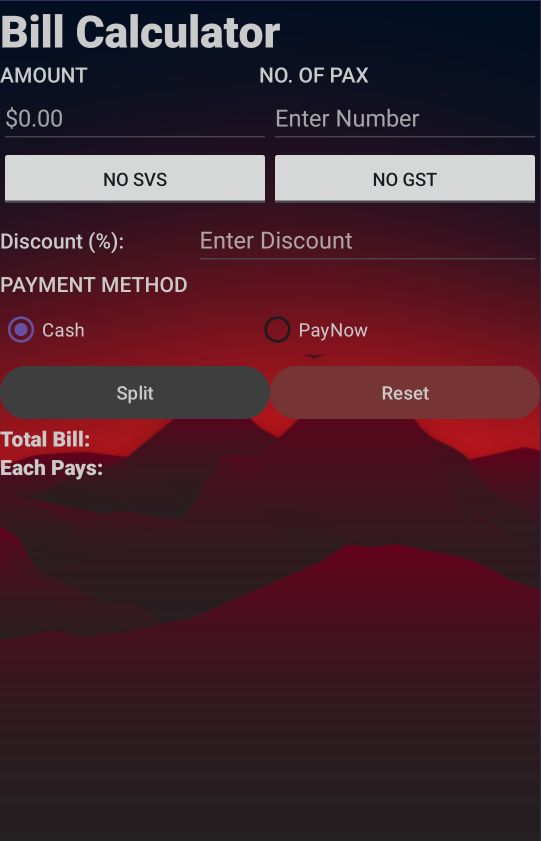 Bill Calculator
AMOUNT NO. OF PAX
$0.00 Enter Number
NO SVS NO GST
Discount (%): Enter Discount
PAYMENT METHOD
Cash PayNow
Split Reset
Total Bill:
Each Pays: